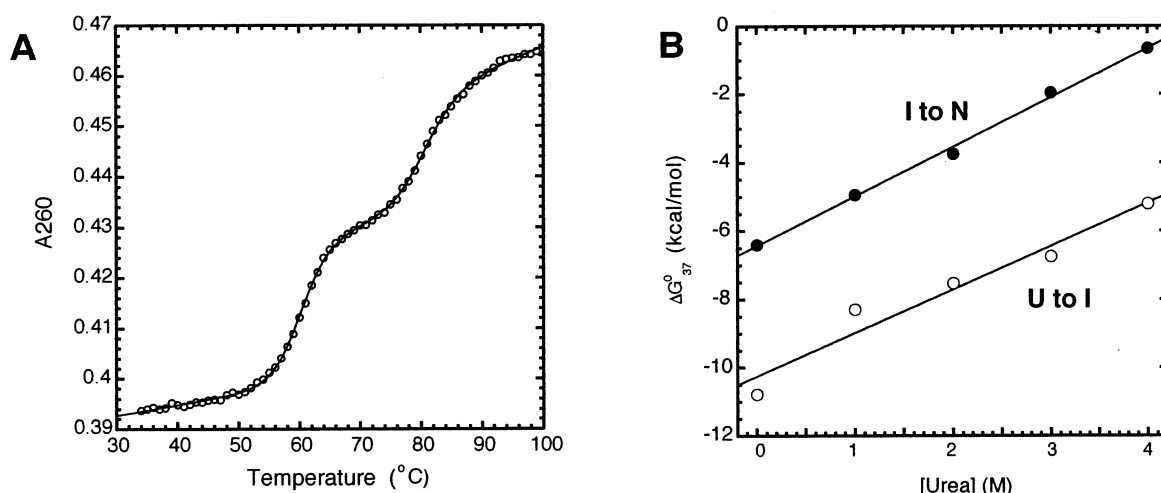 A
0.47
0.46
0.45
0.44
0.43
0.42
0.41
0.4
0.39
30 40 50 60 70 80 90 100
A260
Temperature (°C)
B
0
-2
-4
-6
-8
-10
-12
0 1 2 3 4
ΔG⁰₃₇ (kcal/mol)
I to N
U to I
[Urea] (M)